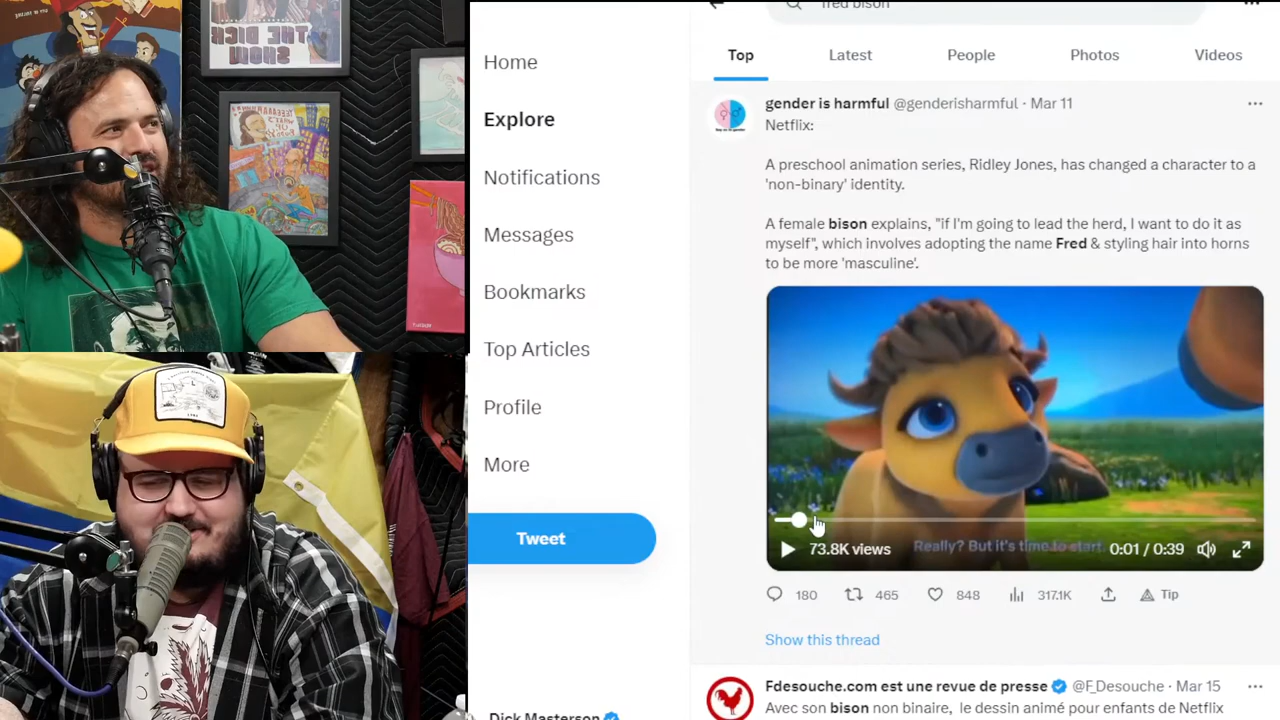 THE DICK
SHOW
fred bison
Home
Explore
Notifications
Messages
Bookmarks
Top Articles
Profile
More
Tweet
Dick Masterson
Top
Latest
People
Photos
Videos
gender is harmful @genderisharmful · Mar 11
Netflix:
A preschool animation series, Ridley Jones, has changed a character to a
'non-binary' identity.
A female bison explains, "if I'm going to lead the herd, I want to do it as
myself", which involves adopting the name Fred & styling hair into horns
to be more 'masculine'.
Really? But it's time to start.
73.8K views
0:01 / 0:39
180
465
848
317.1K
Tip
Show this thread
Fdesouche.com est une revue de presse @F_Desouche · Mar 15
Avec son bison non binaire, le dessin animé pour enfants de Netflix